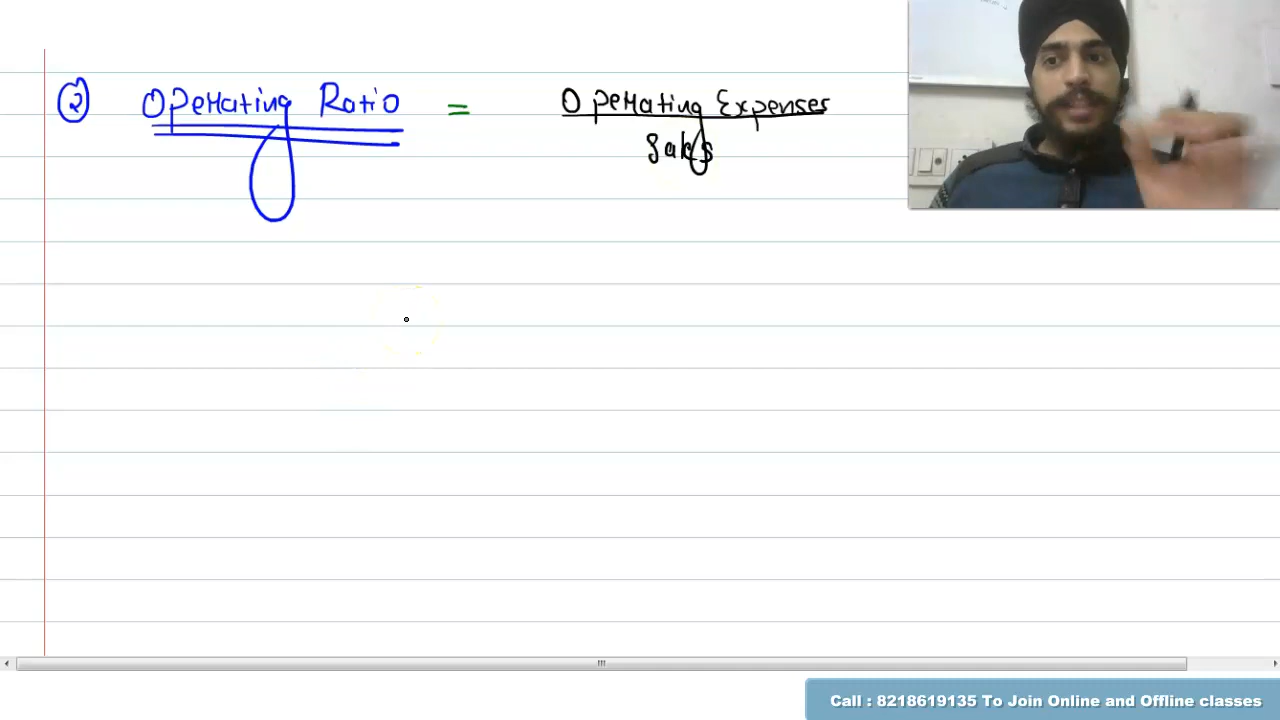 ② Operating Ratio = Operating Expenses
Sales
Call : 8218619135 To Join Online and Offline classes